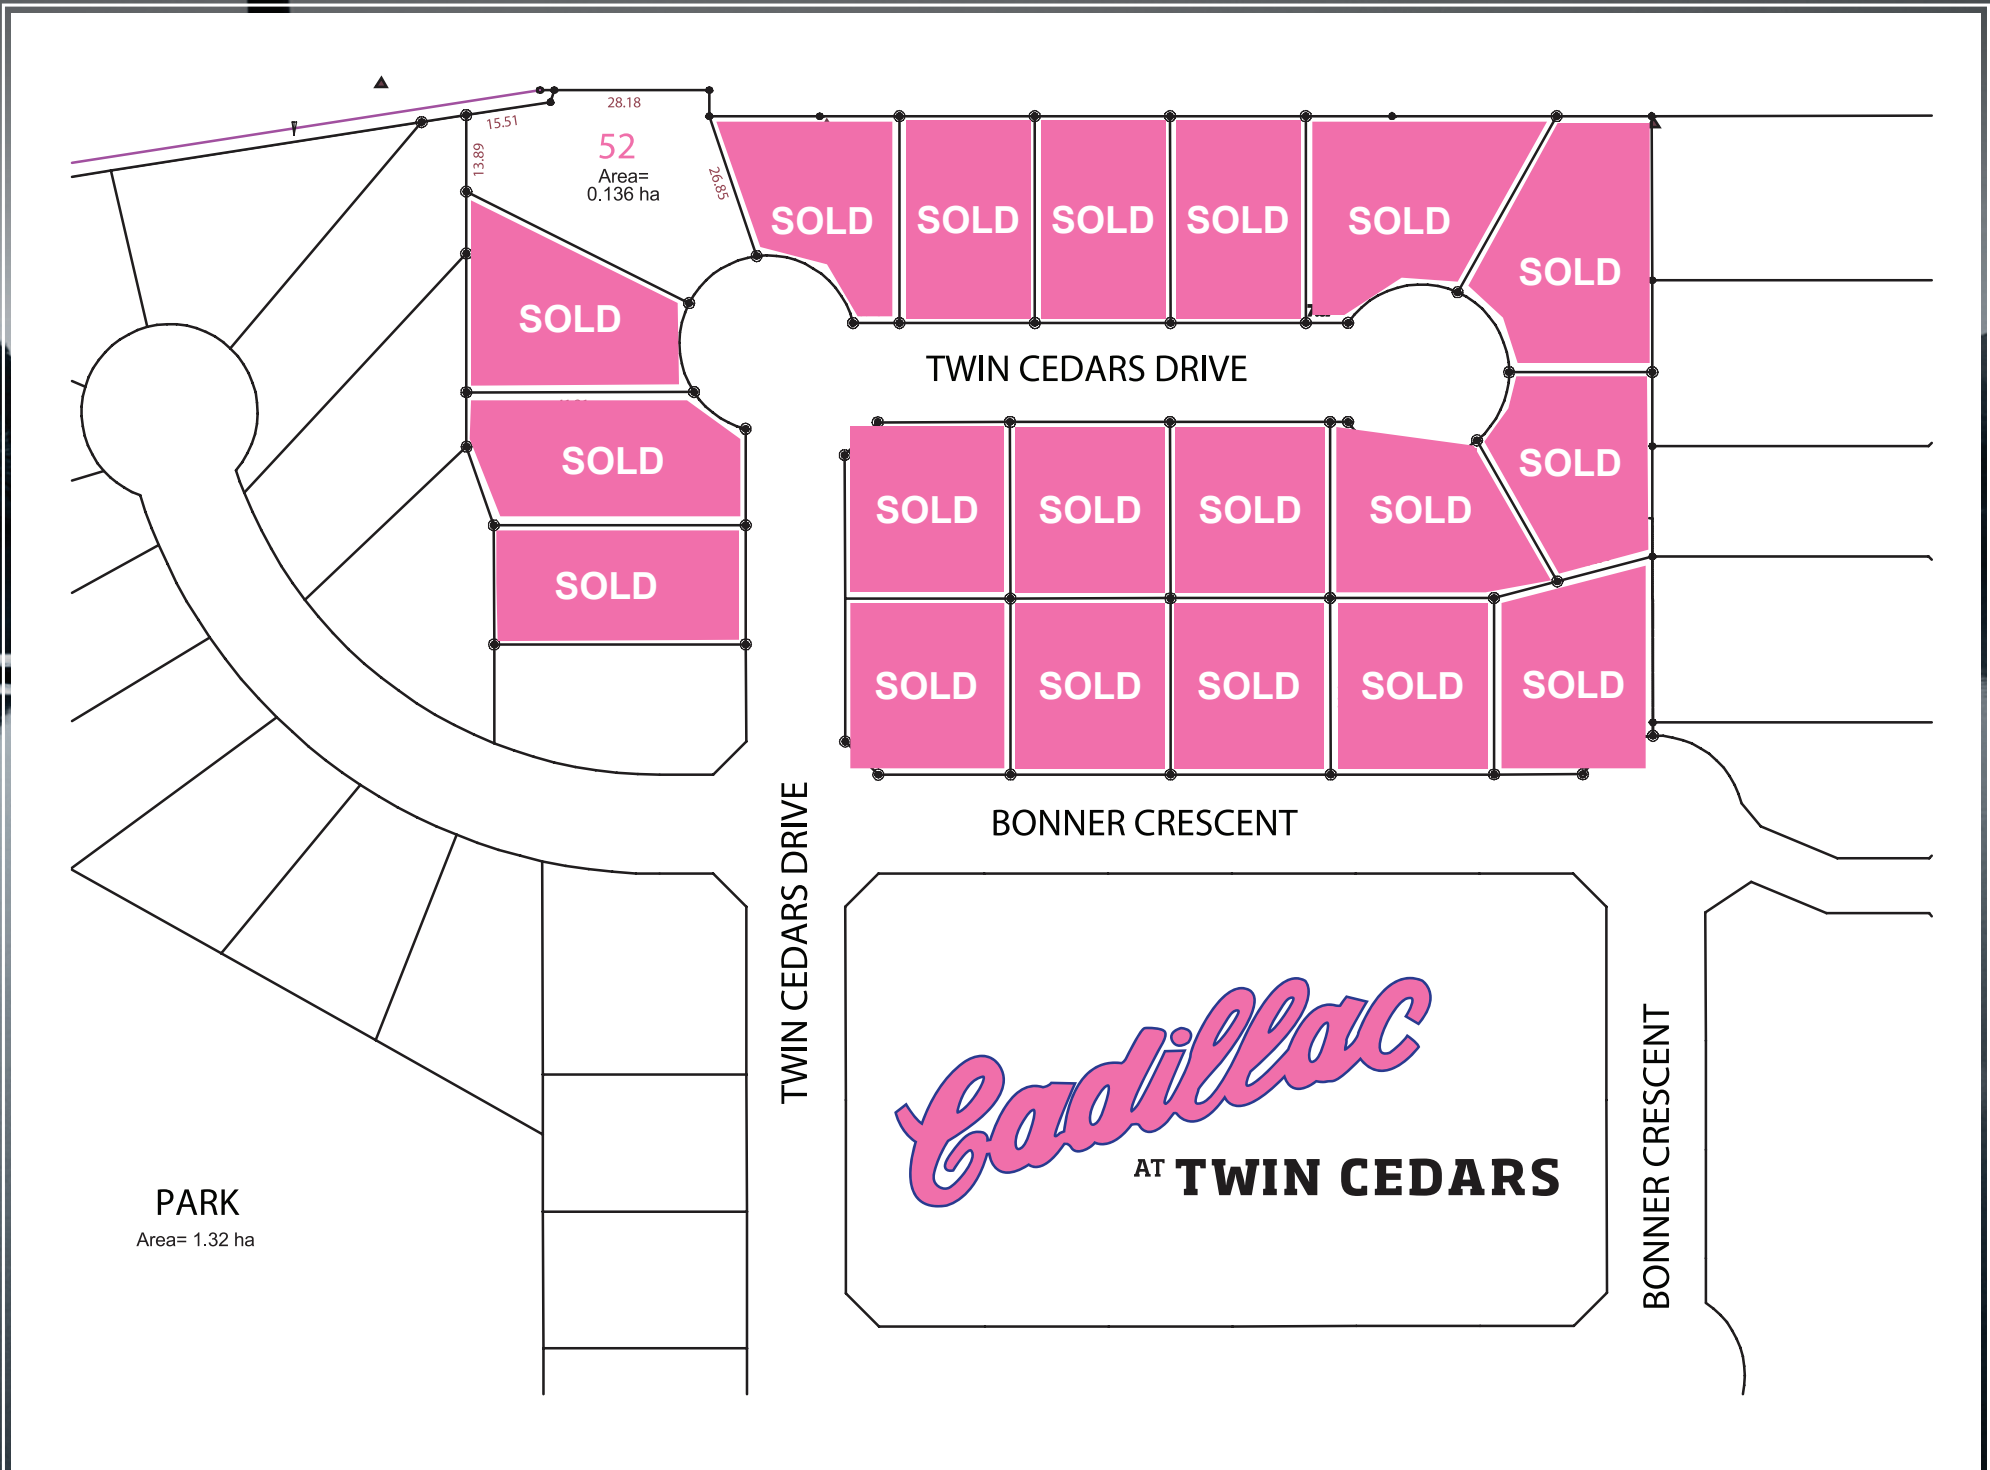 28.18
15.51
13.89
52
Area=
0.136 ha
26.85
SOLD
SOLD
SOLD
SOLD
SOLD
SOLD
SOLD
TWIN CEDARS DRIVE
SOLD
SOLD
SOLD
SOLD
SOLD
SOLD
SOLD
SOLD
SOLD
SOLD
SOLD
SOLD
SOLD
TWIN CEDARS DRIVE
BONNER CRESCENT
Cadillac
AT TWIN CEDARS
BONNER CRESCENT
PARK
Area= 1.32 ha